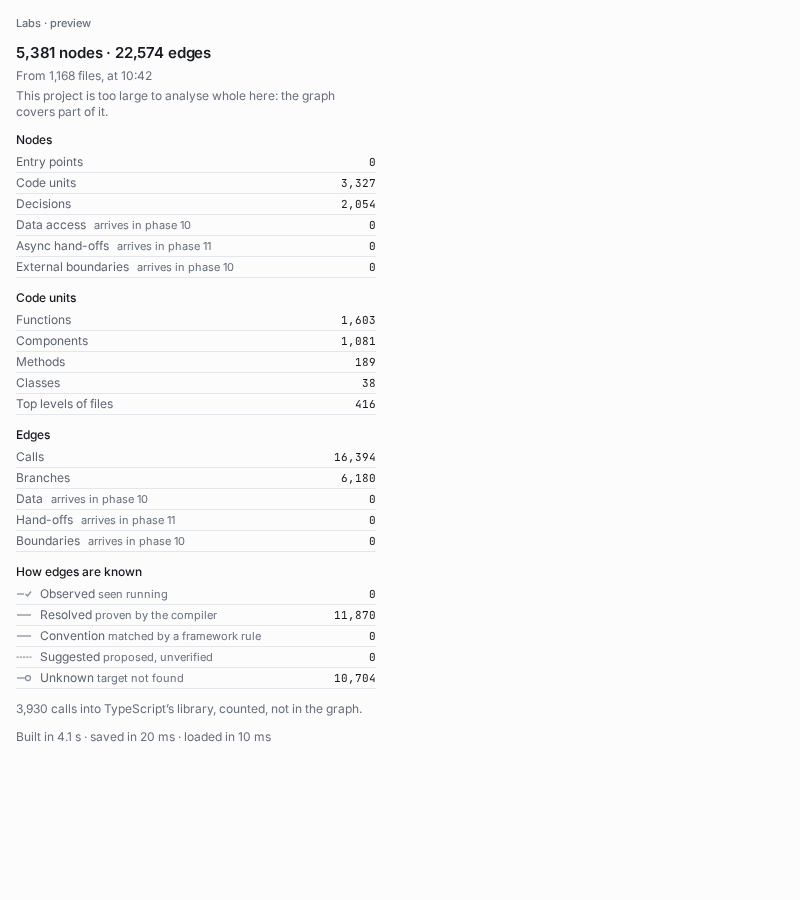 Labs · preview
5,381 nodes · 22,574 edges
From 1,168 files, at 10:42
This project is too large to analyse whole here: the graph
covers part of it.
Nodes
Entry points 0
Code units 3,327
Decisions 2,054
Data access arrives in phase 10 0
Async hand-offs arrives in phase 11 0
External boundaries arrives in phase 10 0
Code units
Functions 1,603
Components 1,081
Methods 189
Classes 38
Top levels of files 416
Edges
Calls 16,394
Branches 6,180
Data arrives in phase 10 0
Hand-offs arrives in phase 11 0
Boundaries arrives in phase 10 0
How edges are known
Observed seen running 0
Resolved proven by the compiler 11,870
Convention matched by a framework rule 0
Suggested proposed, unverified 0
Unknown target not found 10,704
3,930 calls into TypeScript’s library, counted, not in the graph.
Built in 4.1 s · saved in 20 ms · loaded in 10 ms